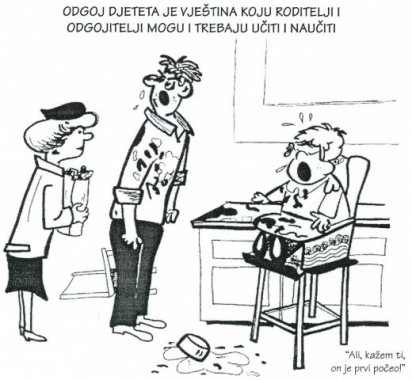 ODGOJ DJETETA JE VJEŠTINA KOJU RODITELJI I
ODGOJITELJI MOGU I TREBAJU UČITI I NAUČITI
"Ali, kažem ti,
on je prvi počeo!"